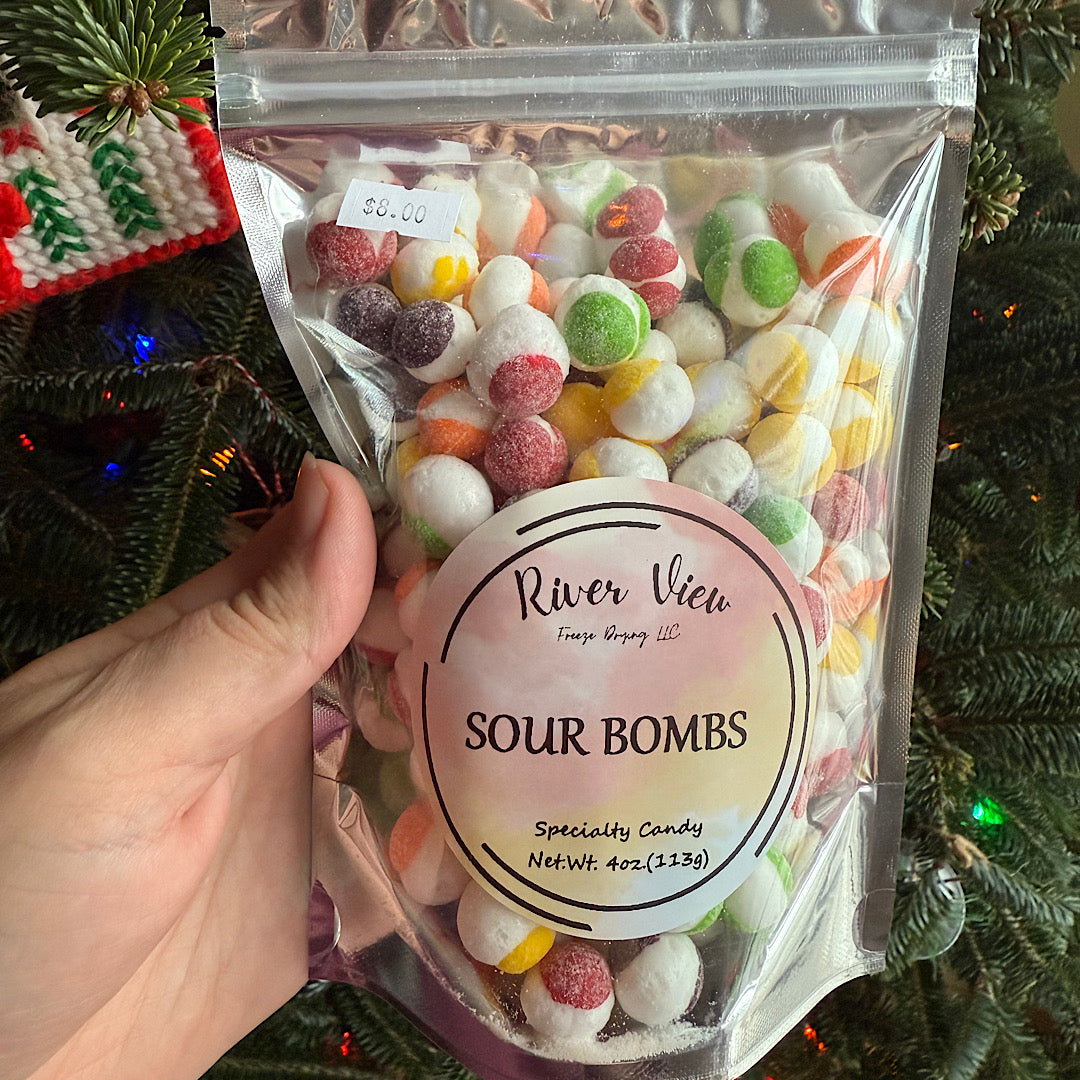 $8.00
River View
Freeze Drying LLC
SOUR BOMBS
Specialty Candy
Net.Wt. 4oz.(113g)